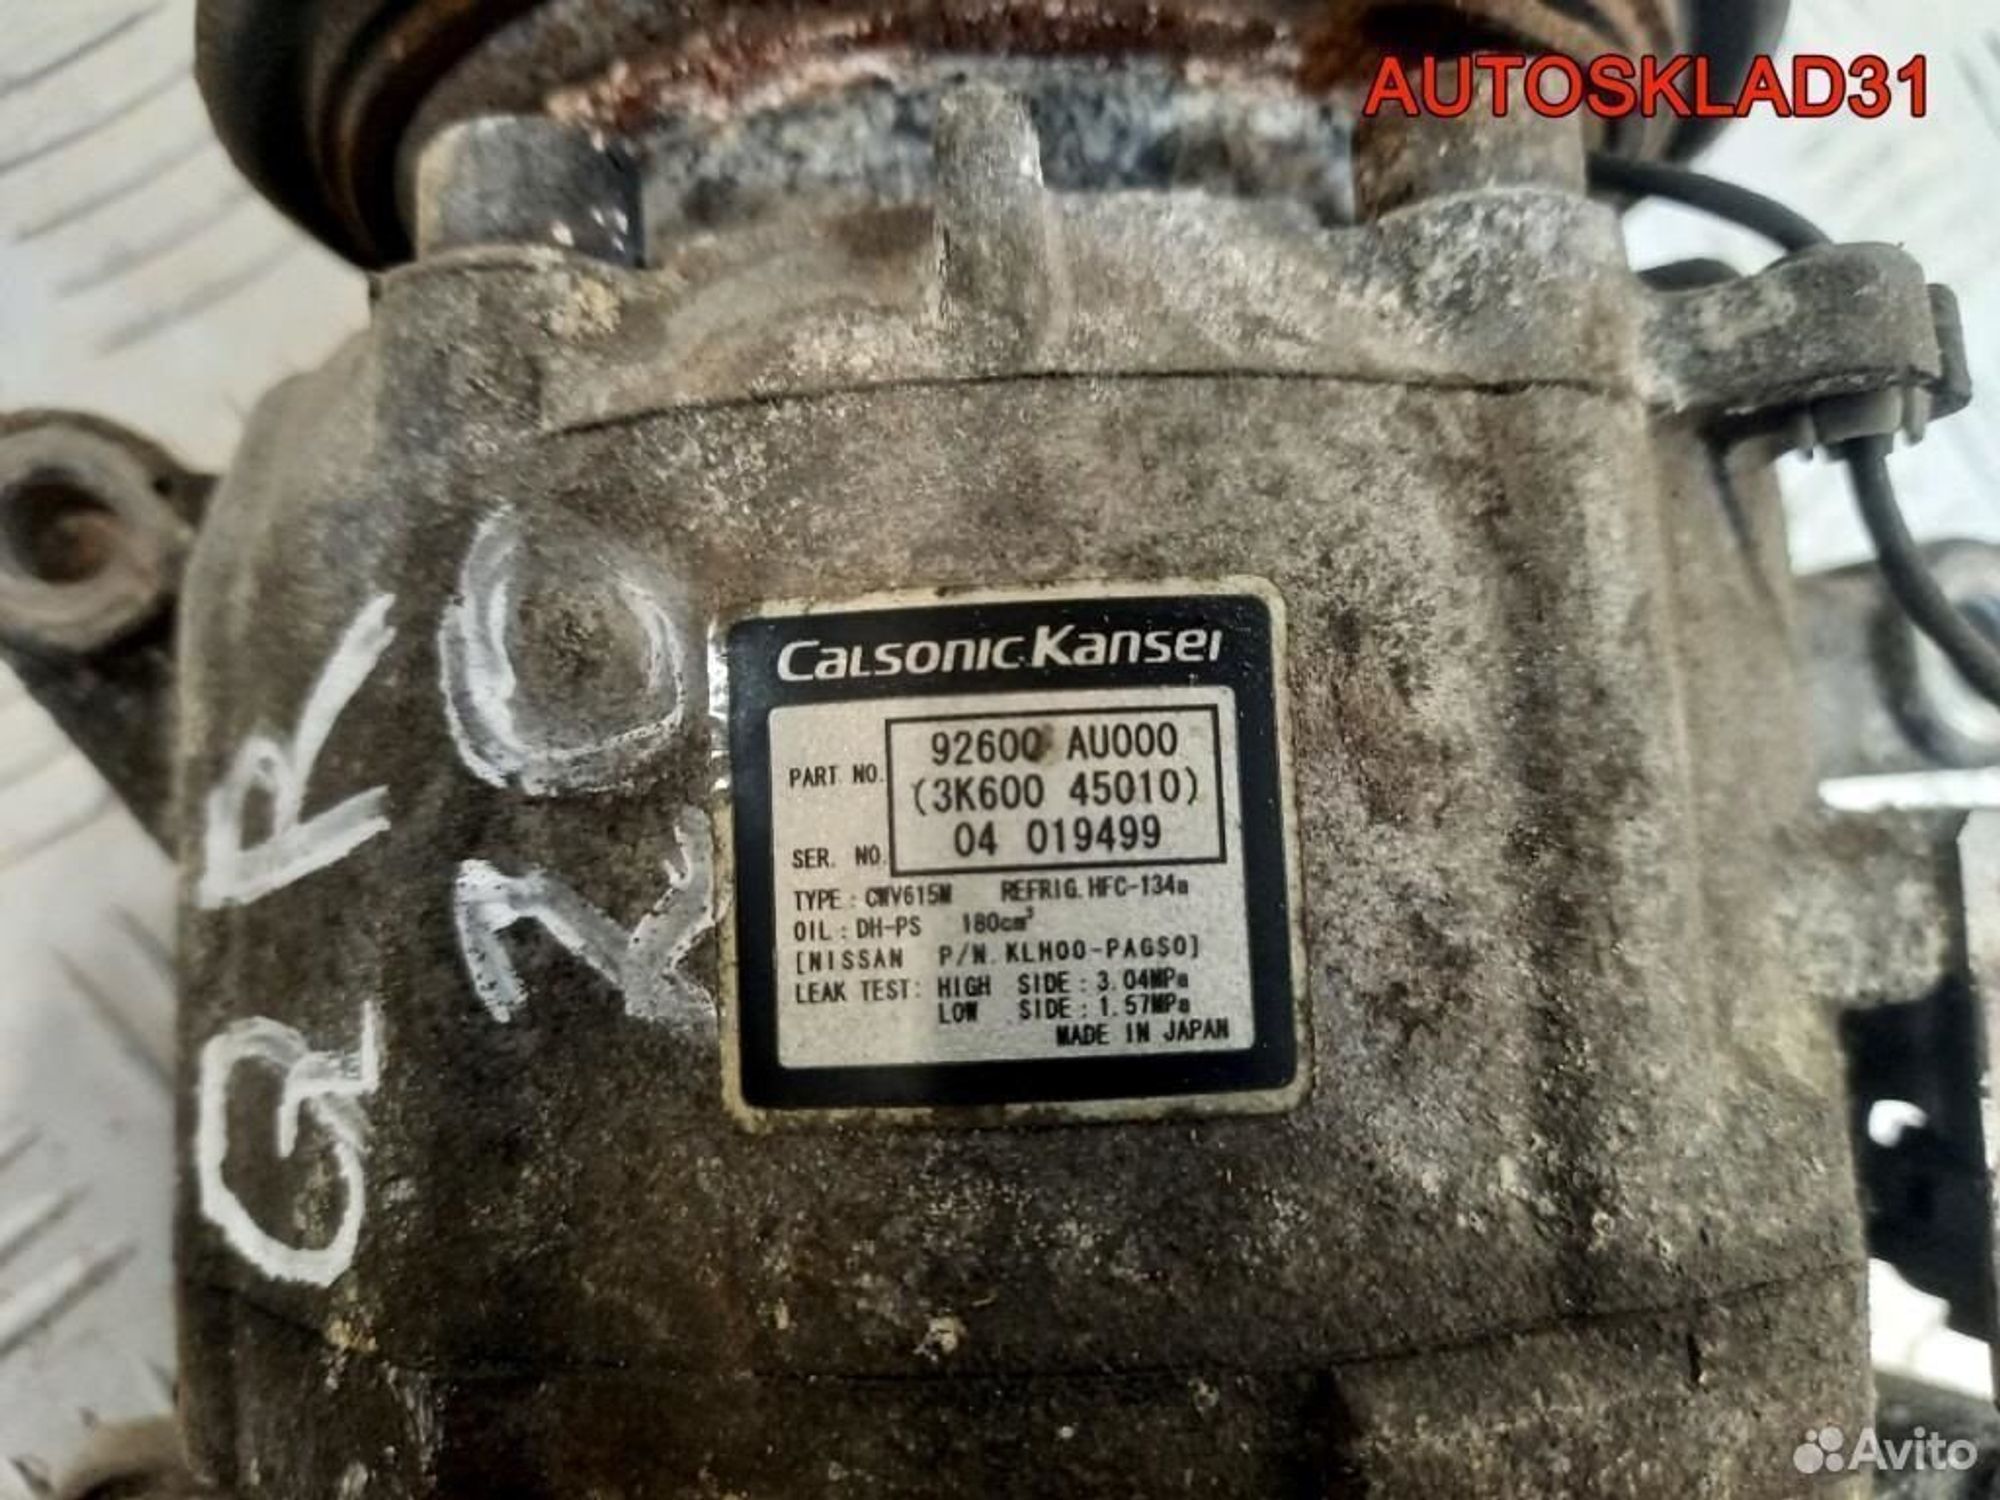 AUTOSKLAD31
CALSONIC KANSEI
PART NO. 92600 AU000
(3K600 45010)
SER. NO. 04 019499
TYPE : CWV615M REFRIG. HFC-134a
OIL : DH-PS 180cm³
[NISSAN P/N. KLH00-PAGS0]
LEAK TEST: HIGH SIDE : 3.04MPa
LOW SIDE : 1.57MPa
MADE IN JAPAN
QR
Avito